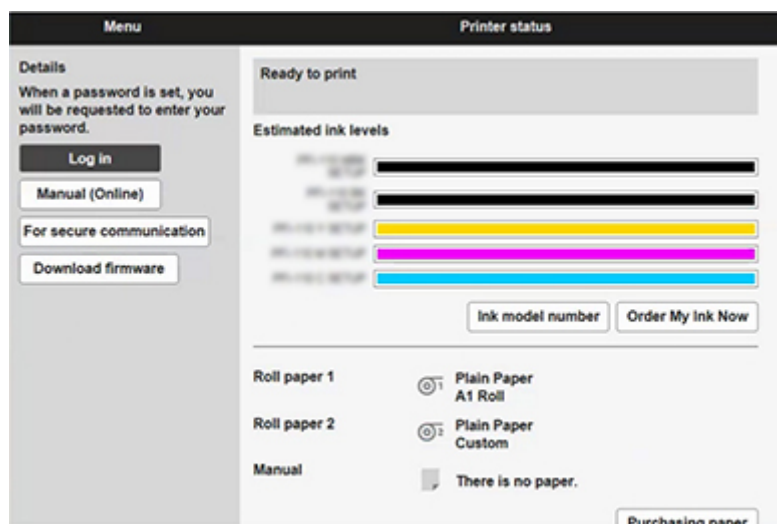 Menu
Printer status
Details
When a password is set, you
will be requested to enter your
password.
Log in
Manual (Online)
For secure communication
Download firmware
Ready to print
Estimated ink levels
Ink model number
Order My Ink Now
Roll paper 1
1
Plain Paper
A1 Roll
Roll paper 2
2
Plain Paper
Custom
Manual
There is no paper.
Purchasing paper